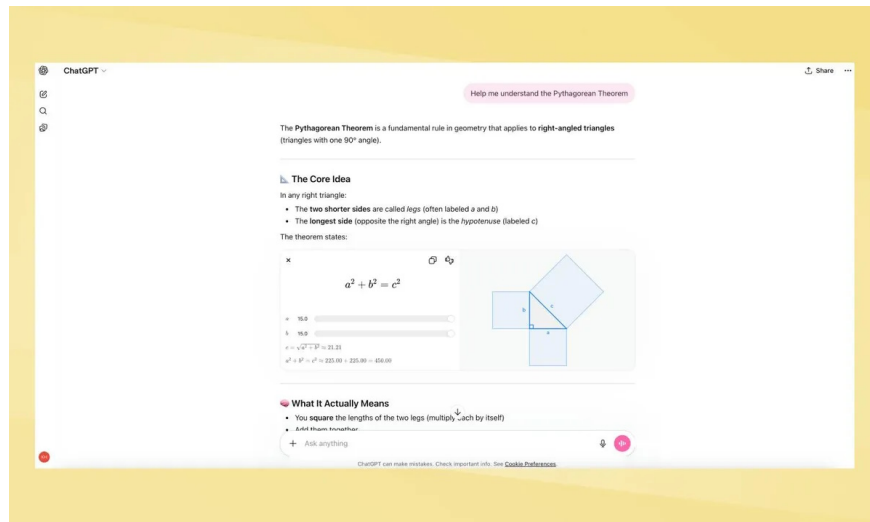 ChatGPT
Share
Help me understand the Pythagorean Theorem
The Pythagorean Theorem is a fundamental rule in geometry that applies to right-angled triangles
(triangles with one 90° angle).
The Core Idea
In any right triangle:
• The two shorter sides are called legs (often labeled a and b)
• The longest side (opposite the right angle) is the hypotenuse (labeled c)
The theorem states:
a² + b² = c²
a 15.0
b 15.0
c = √a² + b² ≈ 21.21
a² + b² = c² ≈ 225.00 + 225.00 = 450.00
b
c
a
What It Actually Means
• You square the lengths of the two legs (multiply each by itself)
• Add them together
Ask anything
ChatGPT can make mistakes. Check important info. See Cookie Preferences.